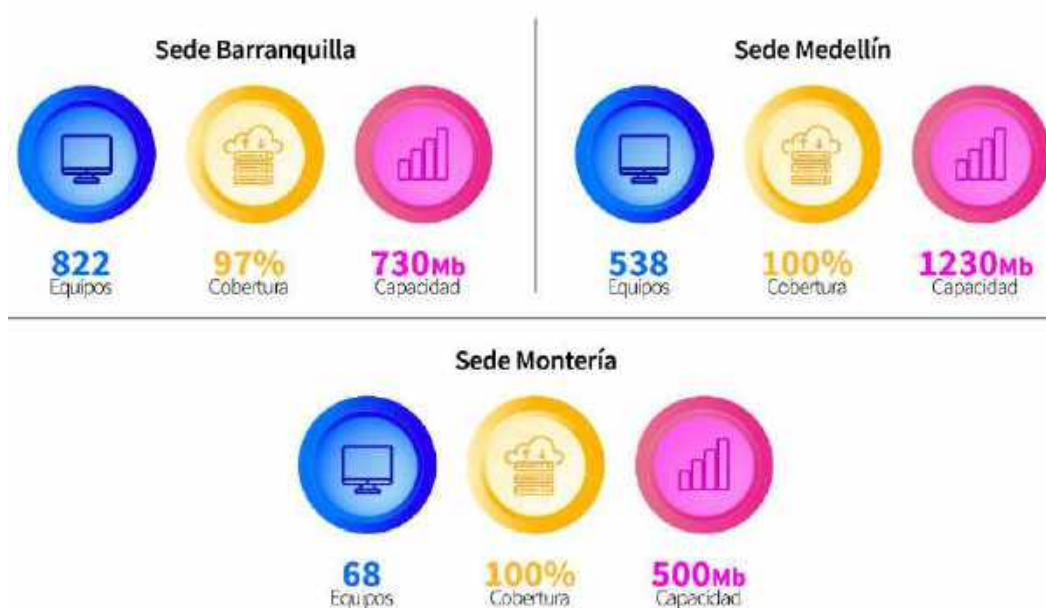 Sede Barranquilla
822 97% 730Mb
Equipos Cobertura Capacidad
Sede Medellín
538 100% 1230Mb
Equipos Cobertura Capacidad
Sede Montería
68 100% 500Mb
Equipos Cobertura Capacidad